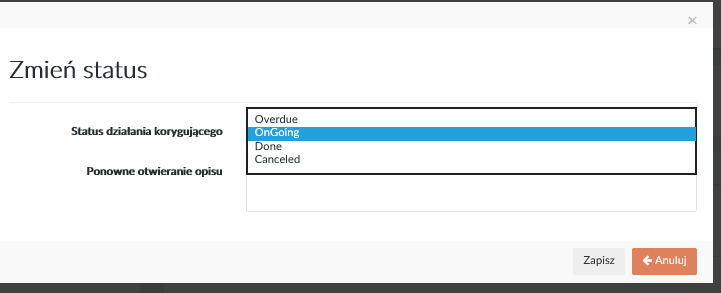 Zmień status
Status działania korygującego
Overdue
OnGoing
Done
Canceled
Ponowne otwieranie opisu
Zapisz
Anuluj